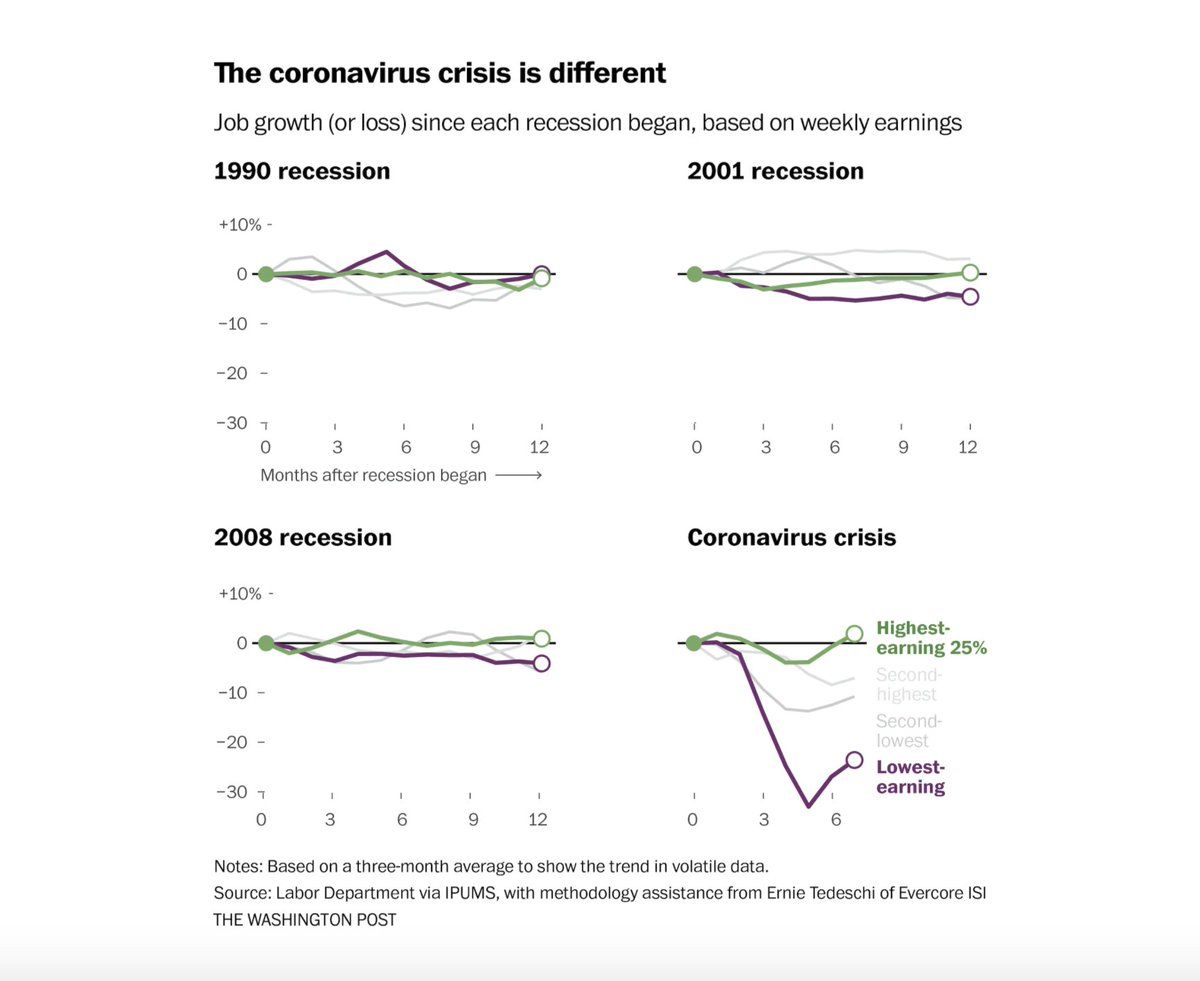 The coronavirus crisis is different
Job growth (or loss) since each recession began, based on weekly earnings
1990 recession
+10%
0
−10
−20
−30
0 3 6 9 12
Months after recession began
2001 recession
0 3 6 9 12
2008 recession
+10%
0
−10
−20
−30
0 3 6 9 12
Coronavirus crisis
Highest-
earning 25%
Second-
highest
Second-
lowest
Lowest-
earning
0 3 6
Notes: Based on a three-month average to show the trend in volatile data.
Source: Labor Department via IPUMS, with methodology assistance from Ernie Tedeschi of Evercore ISI
THE WASHINGTON POST